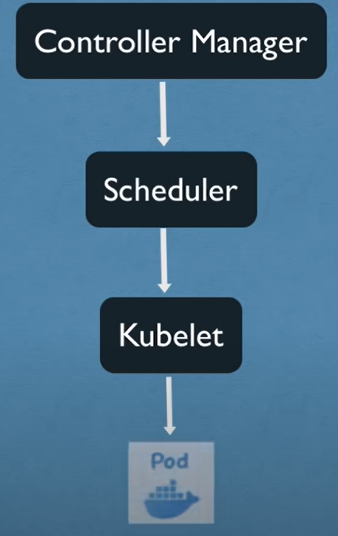 Controller Manager
Scheduler
Kubelet
Pod